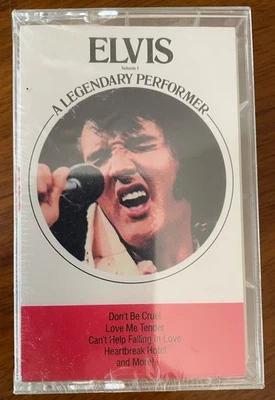 ELVIS
Volume 1
A LEGENDARY PERFORMER
Don't Be Cruel
Love Me Tender
Can't Help Falling In Love
Heartbreak Hotel
and More!